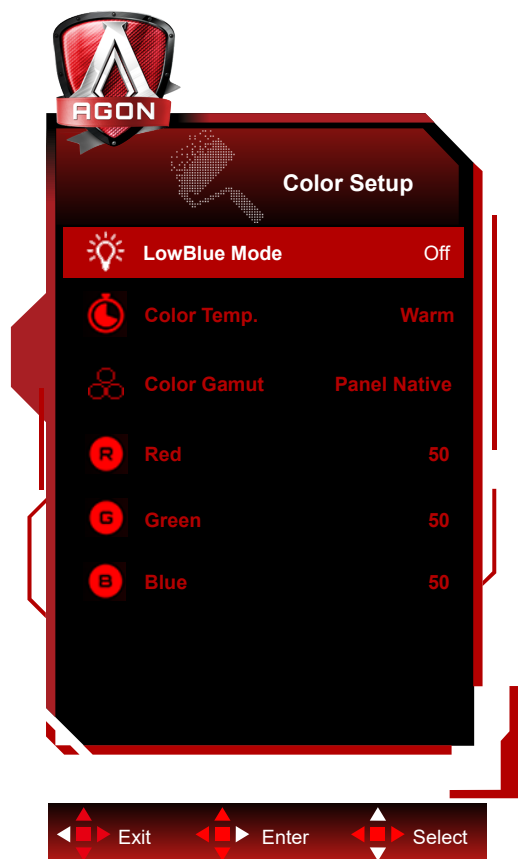 AGON
Color Setup
LowBlue Mode Off
Color Temp. Warm
Color Gamut Panel Native
R Red 50
G Green 50
B Blue 50
Exit Enter Select